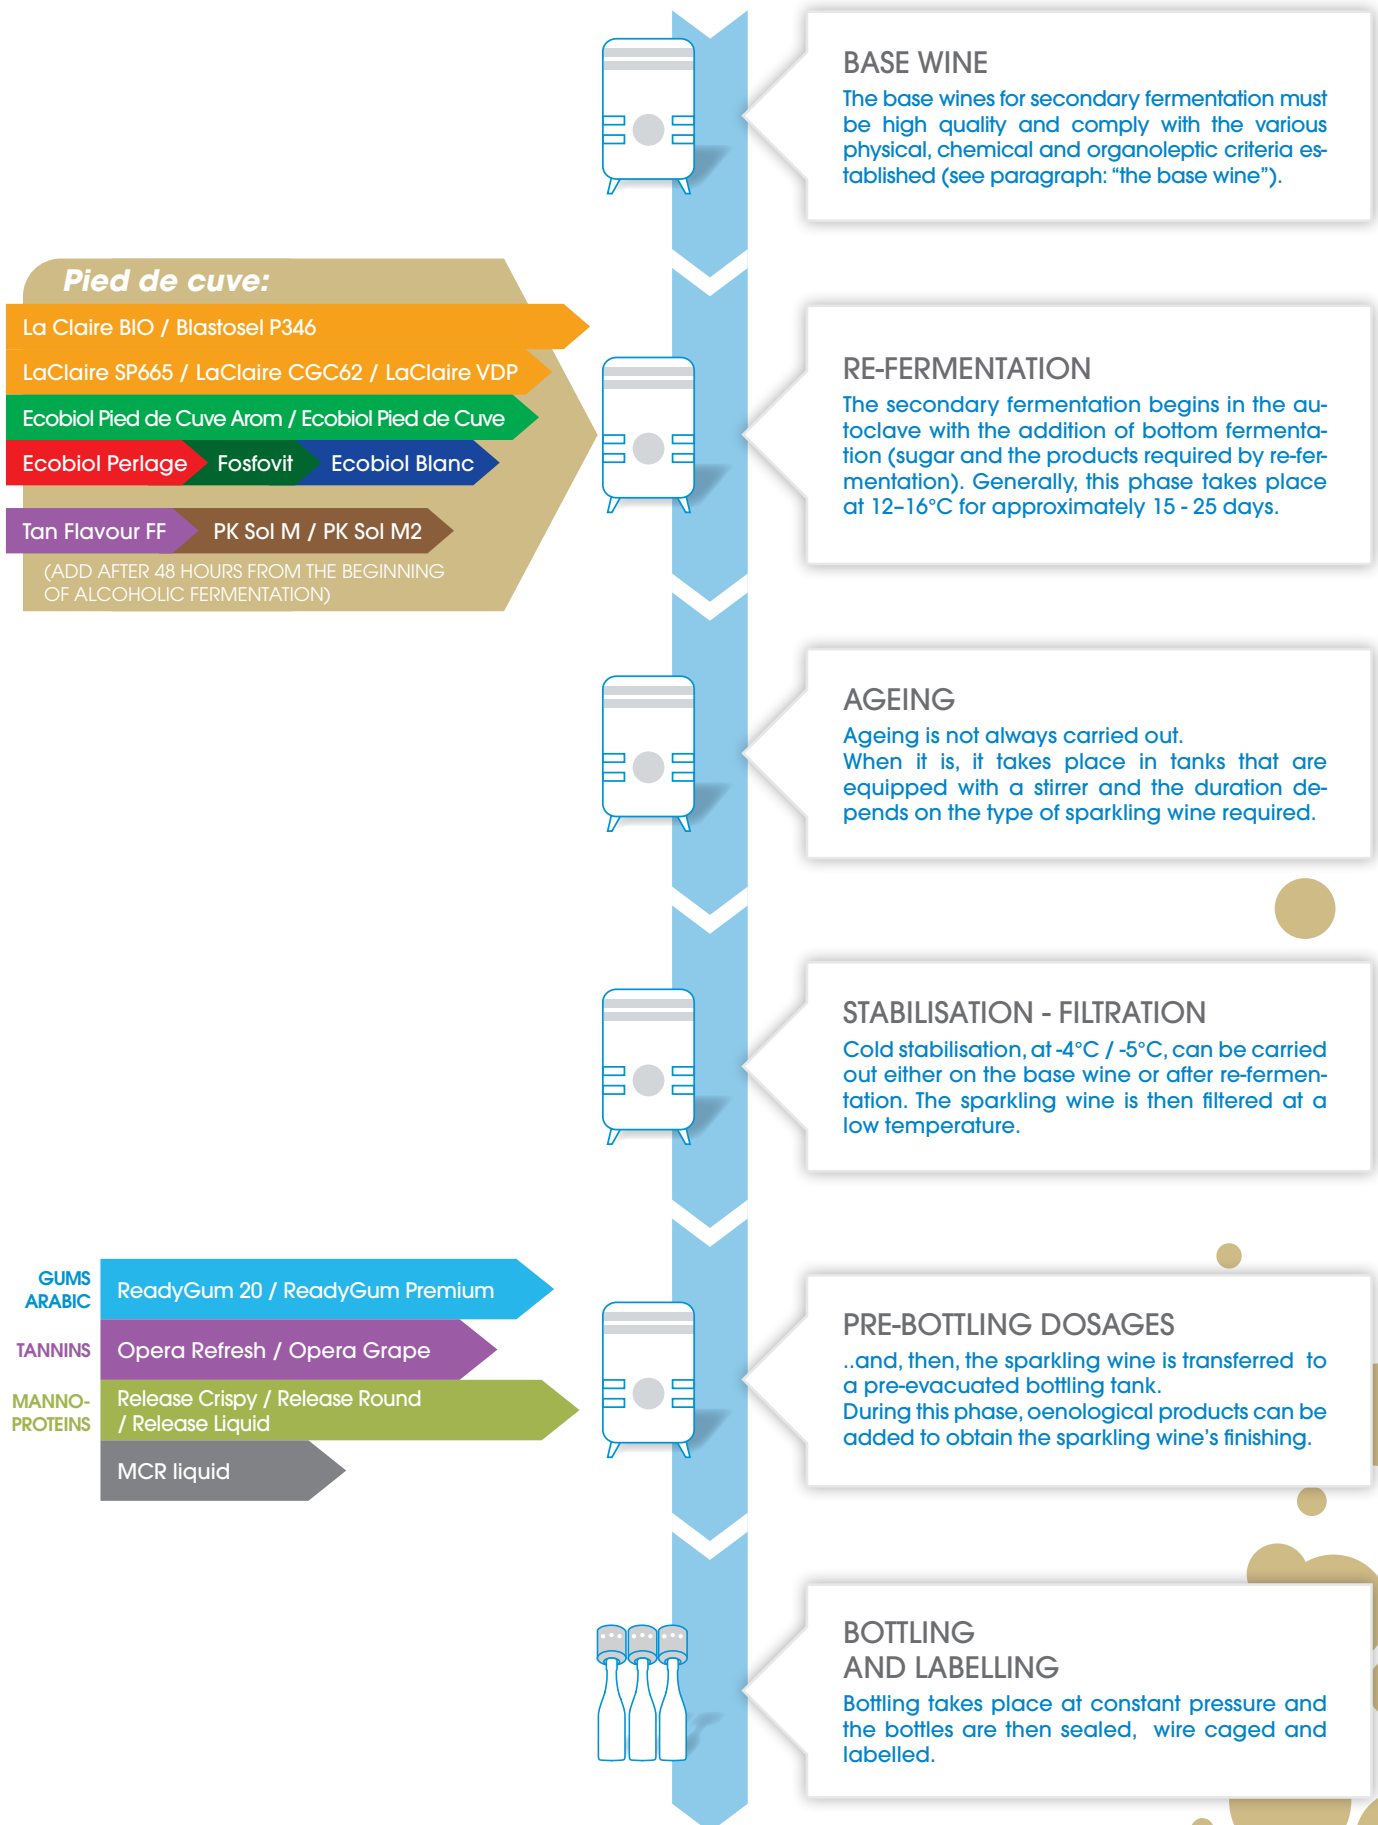 BASE WINE
The base wines for secondary fermentation must
be high quality and comply with the various
physical, chemical and organoleptic criteria es-
tablished (see paragraph: “the base wine”).
Pied de cuve:
La Claire BIO / Blastosel P346
LaClaire SP665 / LaClaire CGC62 / LaClaire VDP
Ecobiol Pied de Cuve Arom / Ecobiol Pied de Cuve
Ecobiol Perlage Fosfovit Ecobiol Blanc
Tan Flavour FF PK Sol M / PK Sol M2
(ADD AFTER 48 HOURS FROM THE BEGINNING
OF ALCOHOLIC FERMENTATION)
RE-FERMENTATION
The secondary fermentation begins in the au-
toclave with the addition of bottom fermenta-
tion (sugar and the products required by re-fer-
mentation). Generally, this phase takes place
at 12–16°C for approximately 15 - 25 days.
AGEING
Ageing is not always carried out.
When it is, it takes place in tanks that are
equipped with a stirrer and the duration de-
pends on the type of sparkling wine required.
STABILISATION - FILTRATION
Cold stabilisation, at -4°C / -5°C, can be carried
out either on the base wine or after re-fermen-
tation. The sparkling wine is then filtered at a
low temperature.
GUMS
ARABIC
ReadyGum 20 / ReadyGum Premium
TANNINS
Opera Refresh / Opera Grape
MANNO-
PROTEINS
Release Crispy / Release Round
/ Release Liquid
MCR liquid
PRE-BOTTLING DOSAGES
..and, then, the sparkling wine is transferred to
a pre-evacuated bottling tank.
During this phase, oenological products can be
added to obtain the sparkling wine’s finishing.
BOTTLING
AND LABELLING
Bottling takes place at constant pressure and
the bottles are then sealed, wire caged and
labelled.